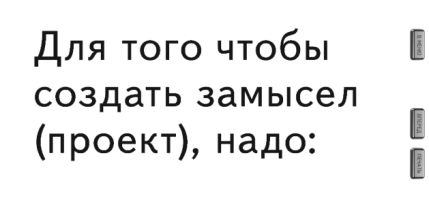 Для того чтобы
создать замысел
(проект), надо: